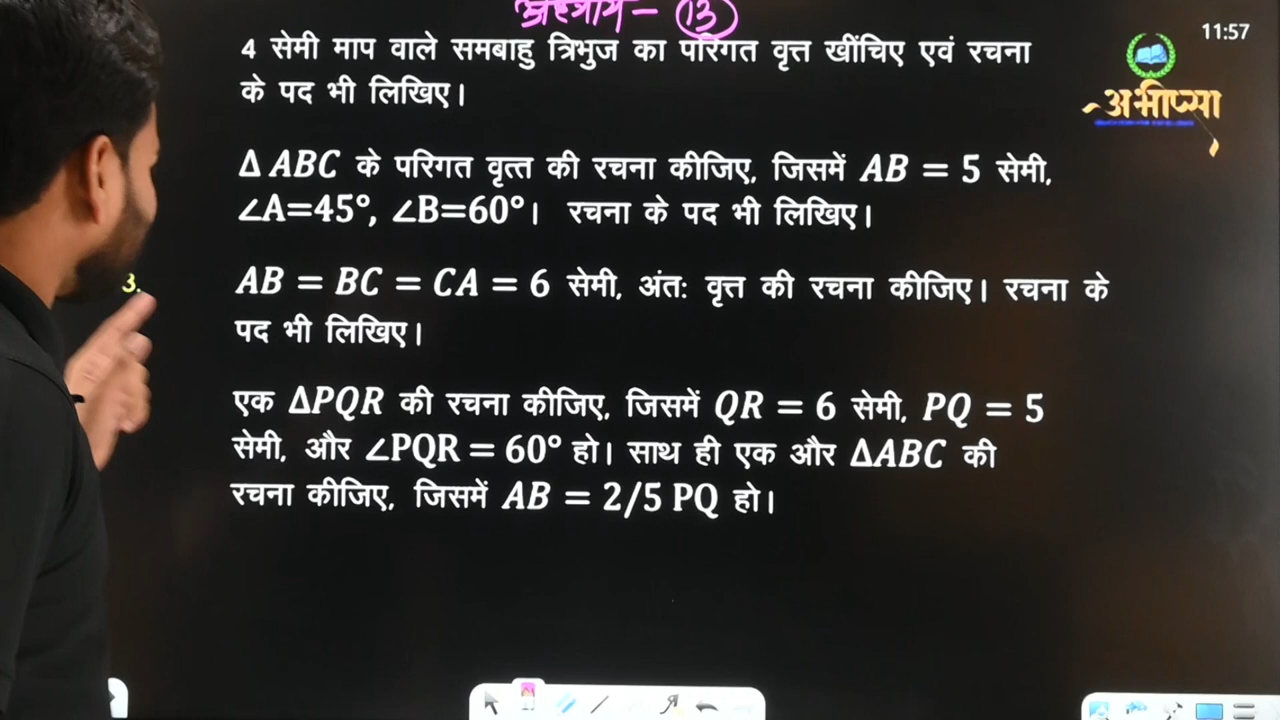 अध्याय - 13
11:57
4 सेमी माप वाले समबाहु त्रिभुज का परिगत वृत्त खींचिए एवं रचना
के पद भी लिखिए।
अभीप्सा
Δ ABC के परिगत वृत्त की रचना कीजिए, जिसमें AB = 5 सेमी,
∠A=45°, ∠B=60°। रचना के पद भी लिखिए।
3.
AB = BC = CA = 6 सेमी, अंत: वृत्त की रचना कीजिए। रचना के
पद भी लिखिए।
एक ΔPQR की रचना कीजिए, जिसमें QR = 6 सेमी, PQ = 5
सेमी, और ∠PQR = 60° हो। साथ ही एक और ΔABC की
रचना कीजिए, जिसमें AB = 2/5 PQ हो।